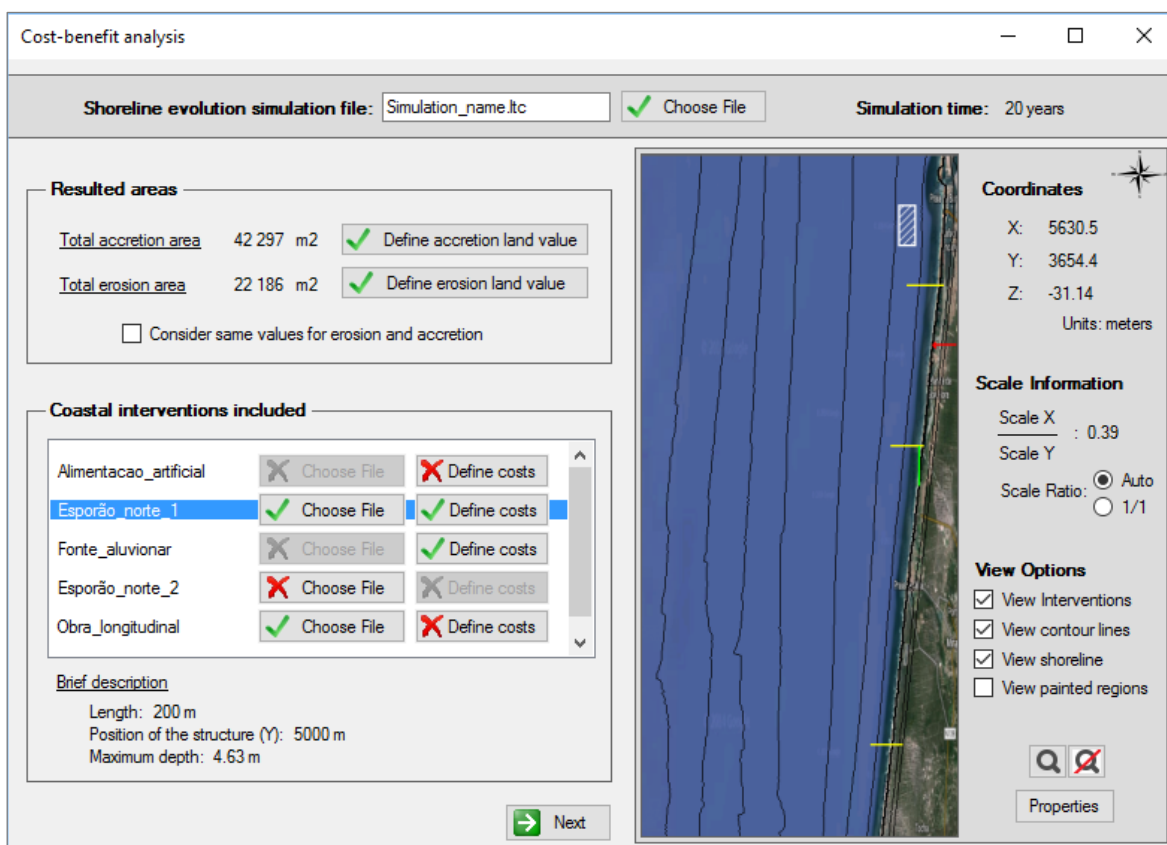 Cost-benefit analysis
Shoreline evolution simulation file: Simulation_name.ltc Choose File Simulation time: 20 years
Resulted areas
Total accretion area 42 297 m2 Define accretion land value
Total erosion area 22 186 m2 Define erosion land value
Consider same values for erosion and accretion
Coastal interventions included
Alimentacao_artificial Choose File Define costs
Esporão_norte_1 Choose File Define costs
Fonte_aluvionar Choose File Define costs
Esporão_norte_2 Choose File Define costs
Obra_longitudinal Choose File Define costs
Brief description
Length: 200 m
Position of the structure (Y): 5000 m
Maximum depth: 4.63 m
Next
Coordinates
X: 5630.5
Y: 3654.4
Z: -31.14
Units: meters
Scale Information
Scale X
: 0.39
Scale Y
Scale Ratio: Auto
1/1
View Options
View Interventions
View contour lines
View shoreline
View painted regions
Properties